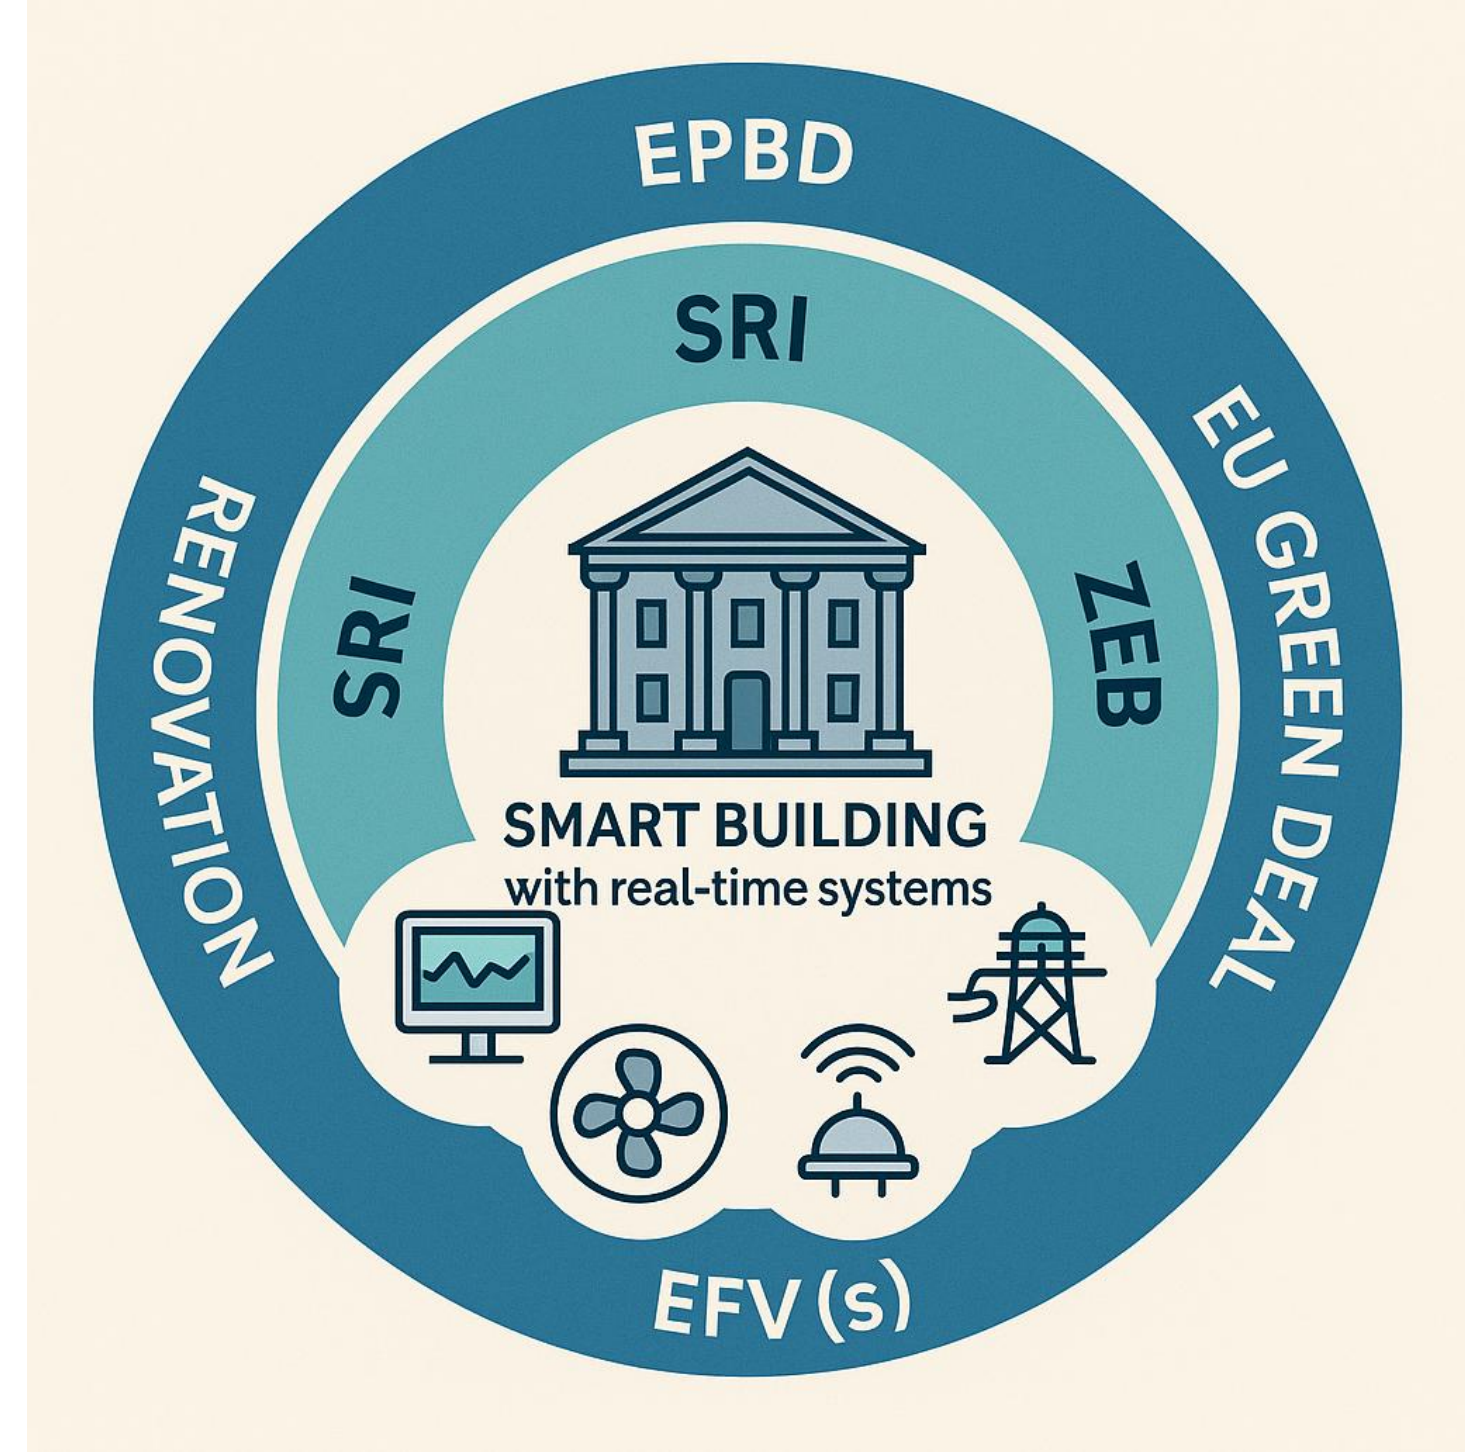 EPBD
SRI
EU GREEN DEAL
RENOVATION
SRI
ZEB
SMART BUILDING
with real-time systems
EFV (s)